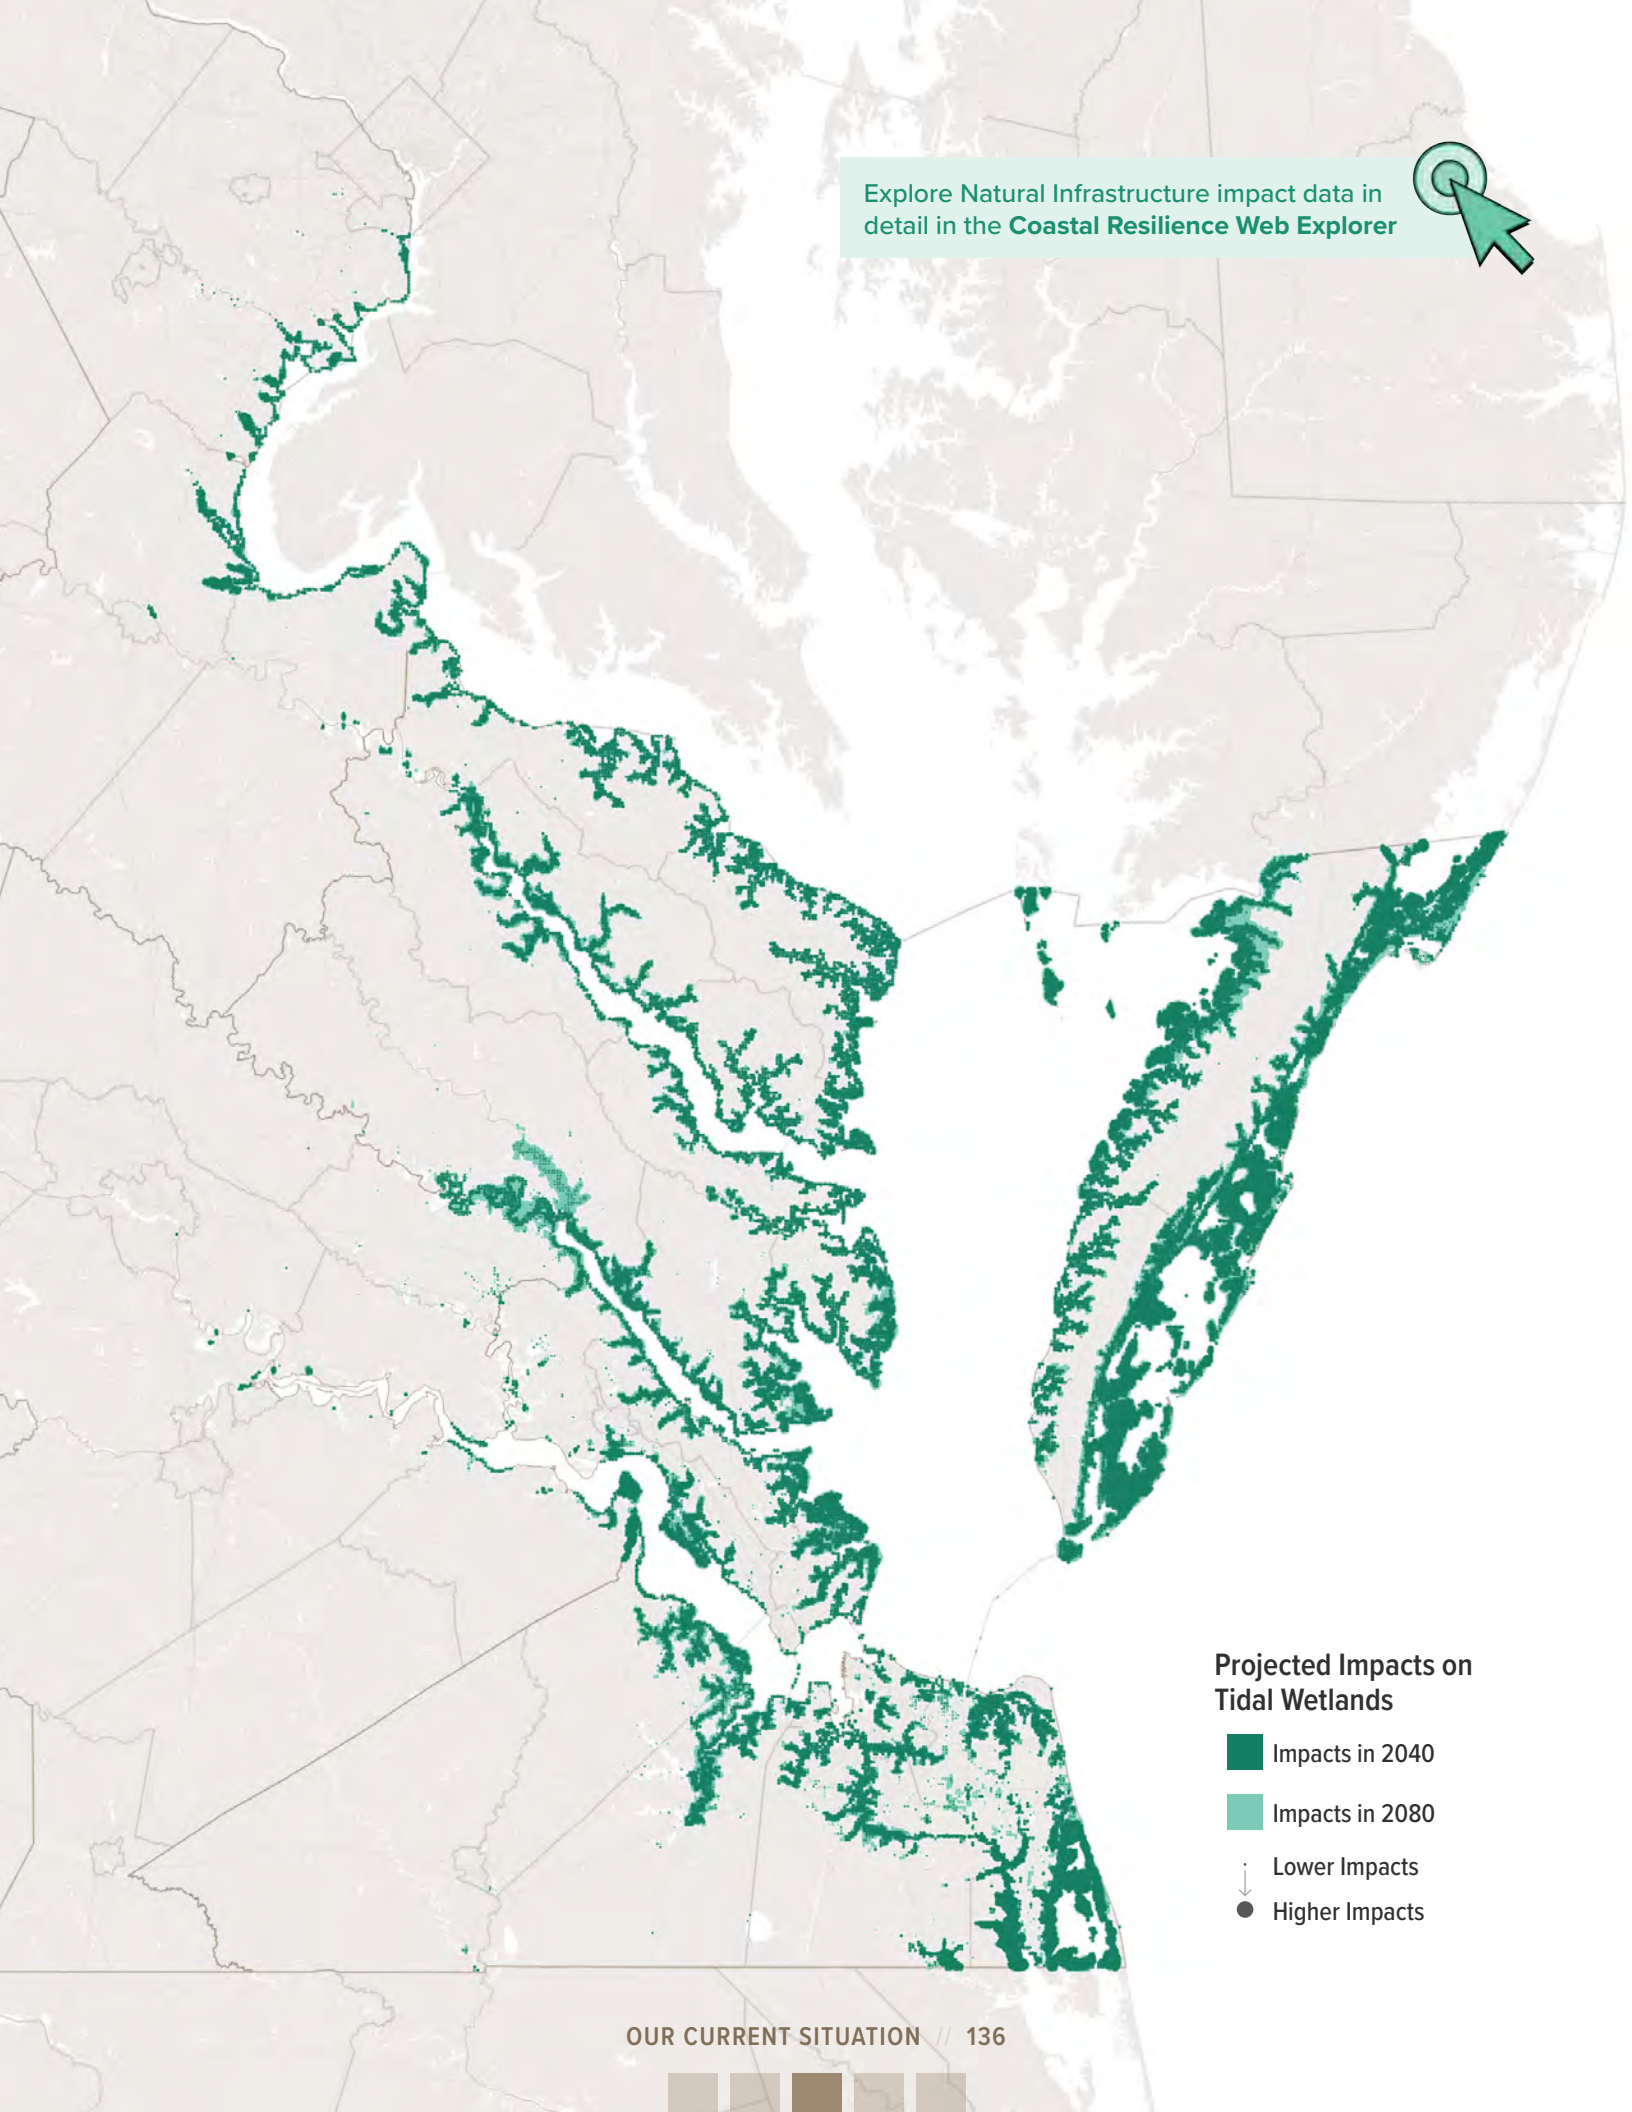 Explore Natural Infrastructure impact data in
detail in the Coastal Resilience Web Explorer
Projected Impacts on
Tidal Wetlands
Impacts in 2040
Impacts in 2080
Lower Impacts
Higher Impacts
OUR CURRENT SITUATION // 136